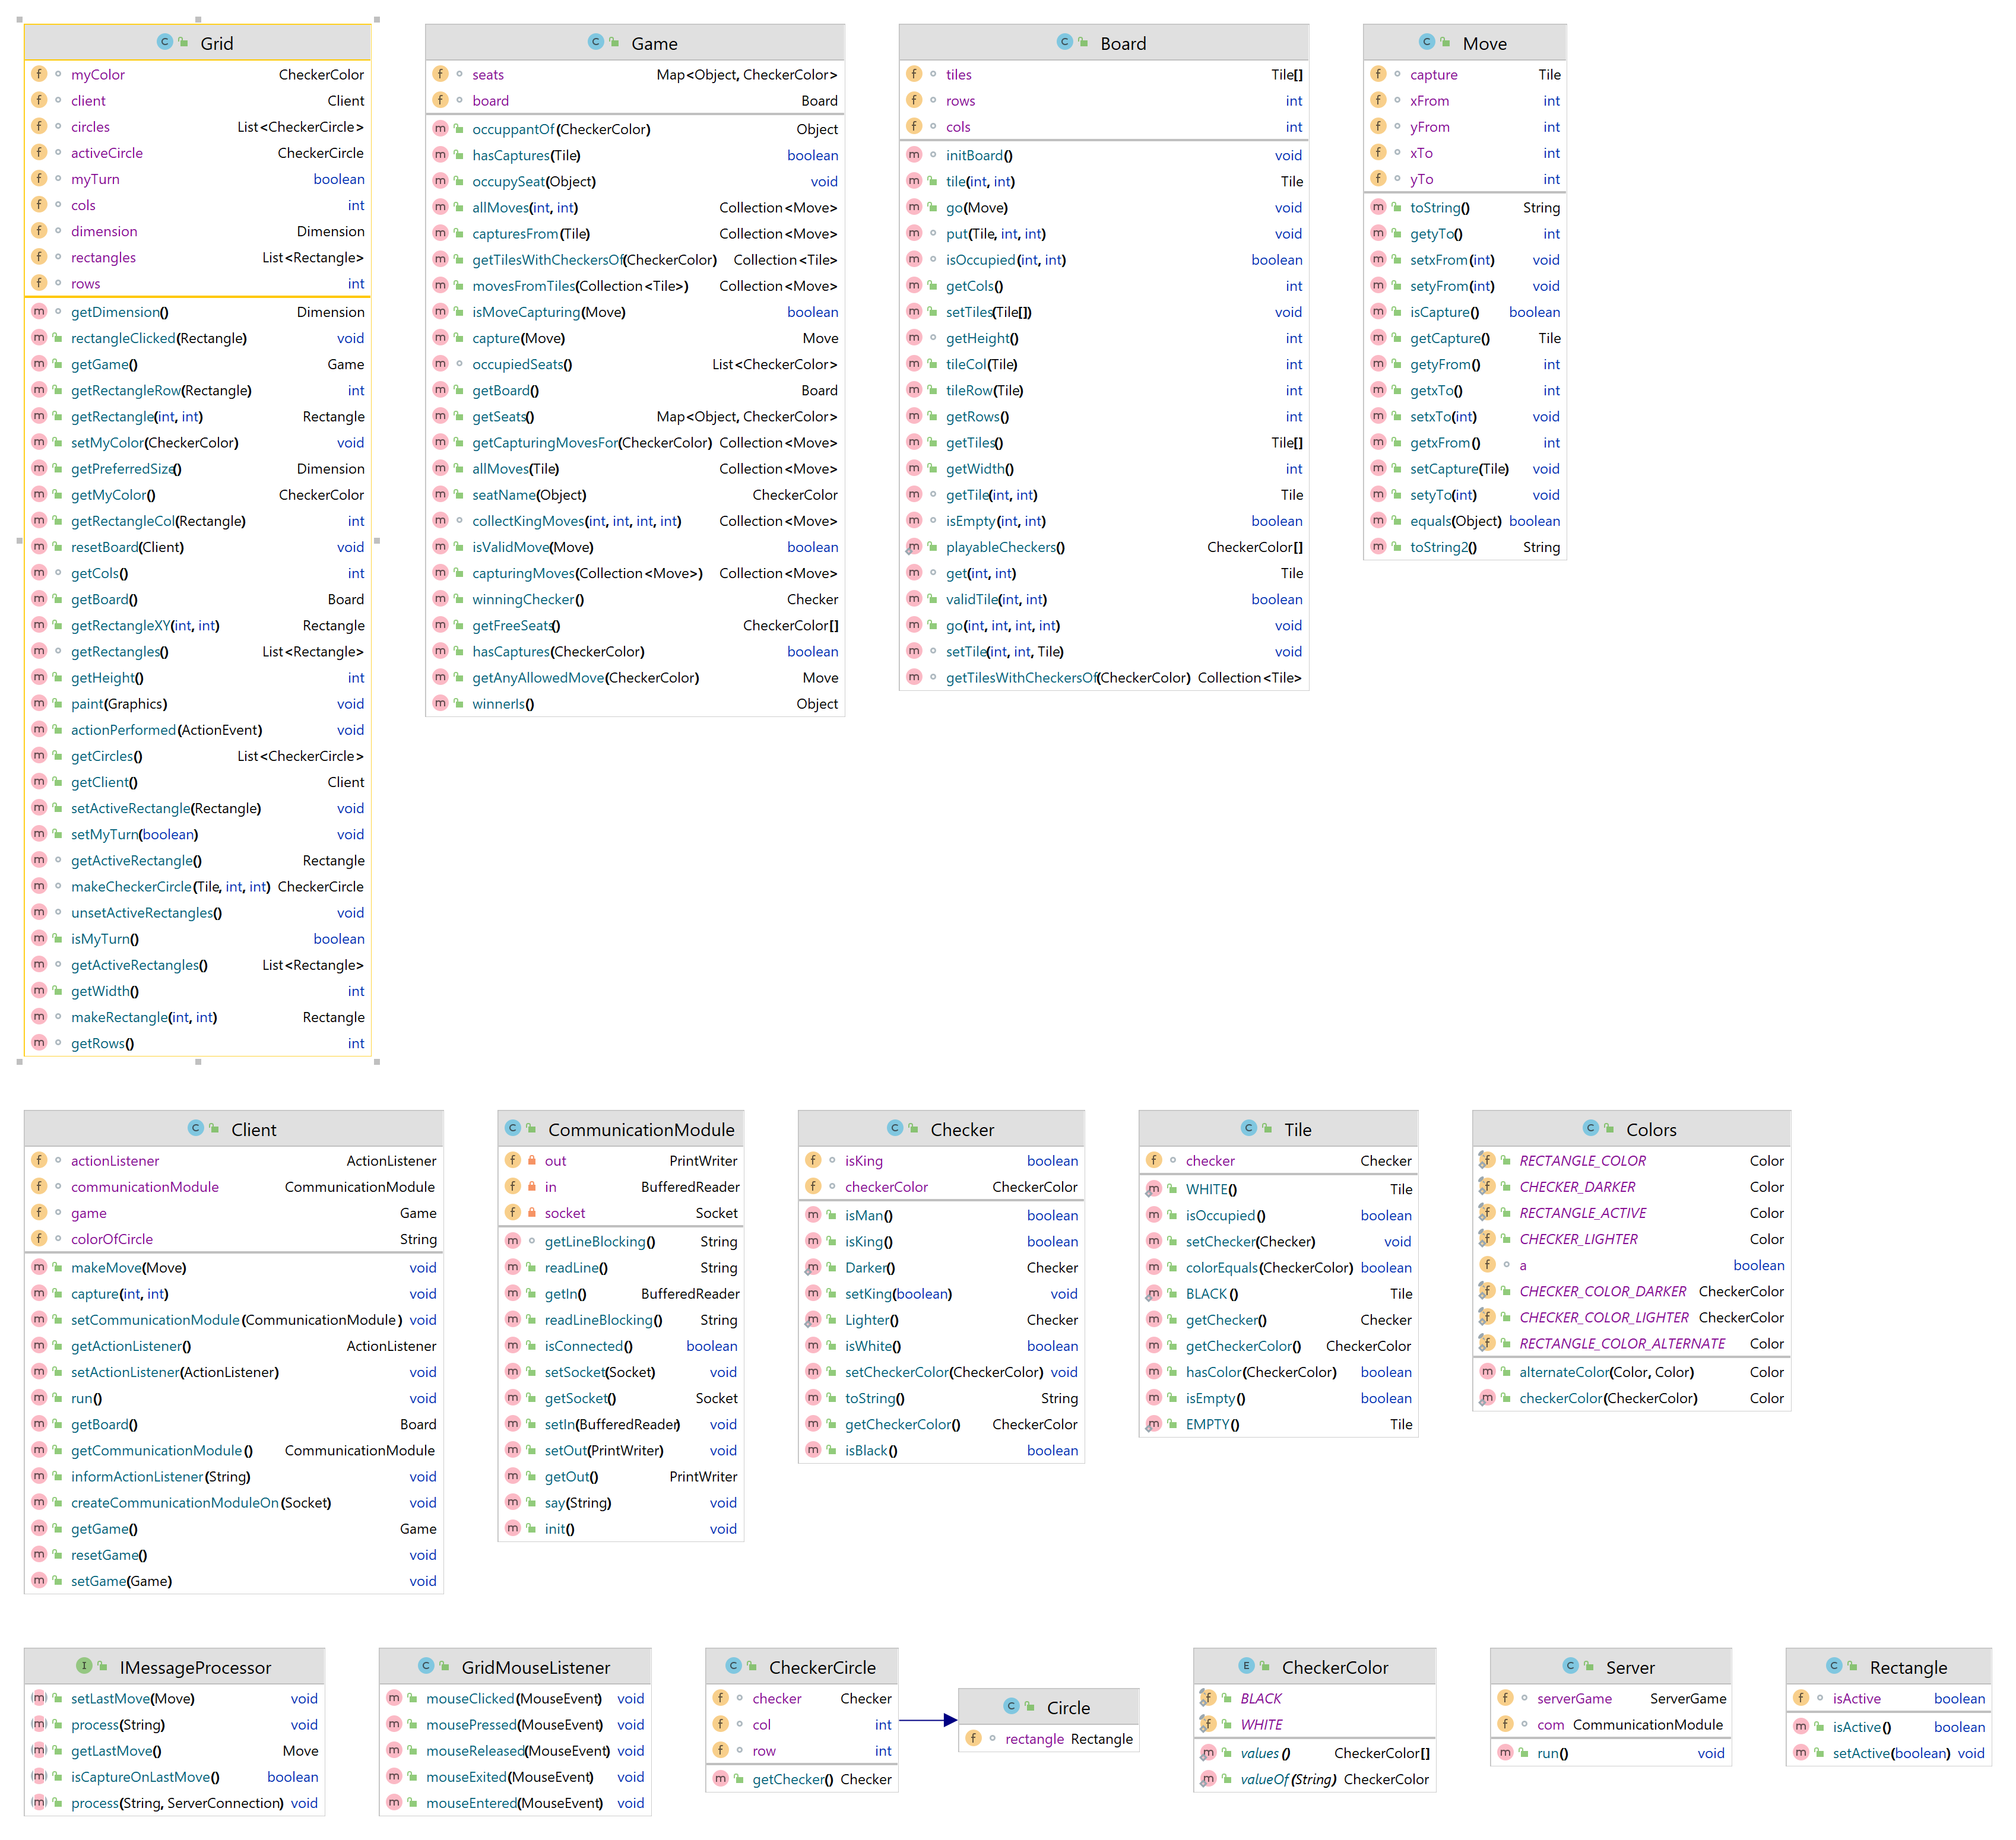 Grid
myColor CheckerColor
client Client
circles List<CheckerCircle>
activeCircle CheckerCircle
myTurn boolean
cols int
dimension Dimension
rectangles List<Rectangle>
rows int
getDimension() Dimension
rectangleClicked(Rectangle) void
getGame() Game
getRectangleRow(Rectangle) int
getRectangle(int, int) Rectangle
setMyColor(CheckerColor) void
getPreferredSize() Dimension
getMyColor() CheckerColor
getRectangleCol(Rectangle) int
resetBoard(Client) void
getCols() int
getBoard() Board
getRectangleXY(int, int) Rectangle
getRectangles() List<Rectangle>
getHeight() int
paint(Graphics) void
actionPerformed(ActionEvent) void
getCircles() List<CheckerCircle>
getClient() Client
setActiveRectangle(Rectangle) void
setMyTurn(boolean) void
getActiveRectangle() Rectangle
makeCheckerCircle(Tile, int, int) CheckerCircle
unsetActiveRectangles() void
isMyTurn() boolean
getActiveRectangles() List<Rectangle>
getWidth() int
makeRectangle(int, int) Rectangle
getRows() int
Game
seats Map<Object, CheckerColor>
board Board
occuppantOf(CheckerColor) Object
hasCaptures(Tile) boolean
occupySeat(Object) void
allMoves(int, int) Collection<Move>
capturesFrom(Tile) Collection<Move>
getTilesWithCheckersOf(CheckerColor) Collection<Tile>
movesFromTiles(Collection<Tile>) Collection<Move>
isMoveCapturing(Move) boolean
capture(Move) Move
occupiedSeats() List<CheckerColor>
getBoard() Board
getSeats() Map<Object, CheckerColor>
getCapturingMovesFor(CheckerColor) Collection<Move>
allMoves(Tile) Collection<Move>
seatName(Object) CheckerColor
collectKingMoves(int, int, int, int) Collection<Move>
isValidMove(Move) boolean
capturingMoves(Collection<Move>) Collection<Move>
winningChecker() Checker
getFreeSeats() CheckerColor[]
hasCaptures(CheckerColor) boolean
getAnyAllowedMove(CheckerColor) Move
winnerIs() Object
Board
tiles Tile[]
rows int
cols int
initBoard() void
tile(int, int) Tile
go(Move) void
put(Tile, int, int) void
isOccupied(int, int) boolean
getCols() int
setTiles(Tile[]) void
getHeight() int
tileCol(Tile) int
tileRow(Tile) int
getRows() int
getTiles() Tile[]
getWidth() int
getTile(int, int) Tile
isEmpty(int, int) boolean
playableCheckers() CheckerColor[]
get(int, int) Tile
validTile(int, int) boolean
go(int, int, int, int) void
setTile(int, int, Tile) void
getTilesWithCheckersOf(CheckerColor) Collection<Tile>
Move
capture Tile
xFrom int
yFrom int
xTo int
yTo int
toString() String
getyTo() int
setxFrom(int) void
setyFrom(int) void
isCapture() boolean
getCapture() Tile
getyFrom() int
getxTo() int
setxTo(int) void
getxFrom() int
setCapture(Tile) void
setyTo(int) void
equals(Object) boolean
toString2() String
Client
actionListener ActionListener
communicationModule CommunicationModule
game Game
colorOfCircle String
makeMove(Move) void
capture(int, int) void
setCommunicationModule(CommunicationModule) void
getActionListener() ActionListener
setActionListener(ActionListener) void
run() void
getBoard() Board
getCommunicationModule() CommunicationModule
informActionListener(String) void
createCommunicationModuleOn(Socket) void
getGame() Game
resetGame() void
setGame(Game) void
CommunicationModule
out PrintWriter
in BufferedReader
socket Socket
getLineBlocking() String
readLine() String
getIn() BufferedReader
readLineBlocking() String
isConnected() boolean
setSocket(Socket) void
getSocket() Socket
setIn(BufferedReader) void
setOut(PrintWriter) void
getOut() PrintWriter
say(String) void
init() void
Checker
isKing boolean
checkerColor CheckerColor
isMan() boolean
isKing() boolean
Darker() Checker
setKing(boolean) void
Lighter() Checker
isWhite() boolean
setCheckerColor(CheckerColor) void
toString() String
getCheckerColor() CheckerColor
isBlack() boolean
Tile
checker Checker
WHITE() Tile
isOccupied() boolean
setChecker(Checker) void
colorEquals(CheckerColor) boolean
BLACK() Tile
getChecker() Checker
getCheckerColor() CheckerColor
hasColor(CheckerColor) boolean
isEmpty() boolean
EMPTY() Tile
Colors
RECTANGLE_COLOR Color
CHECKER_DARKER Color
RECTANGLE_ACTIVE Color
CHECKER_LIGHTER Color
a boolean
CHECKER_COLOR_DARKER CheckerColor
CHECKER_COLOR_LIGHTER CheckerColor
RECTANGLE_COLOR_ALTERNATE Color
alternateColor(Color, Color) Color
checkerColor(CheckerColor) Color
IMessageProcessor
setLastMove(Move) void
process(String) void
getLastMove() Move
isCaptureOnLastMove() boolean
process(String, ServerConnection) void
GridMouseListener
mouseClicked(MouseEvent) void
mousePressed(MouseEvent) void
mouseReleased(MouseEvent) void
mouseExited(MouseEvent) void
mouseEntered(MouseEvent) void
CheckerCircle
checker Checker
col int
row int
getChecker() Checker
Circle
rectangle Rectangle
CheckerColor
BLACK
WHITE
values() CheckerColor[]
valueOf(String) CheckerColor
Server
serverGame ServerGame
com CommunicationModule
run() void
Rectangle
isActive boolean
isActive() boolean
setActive(boolean) void